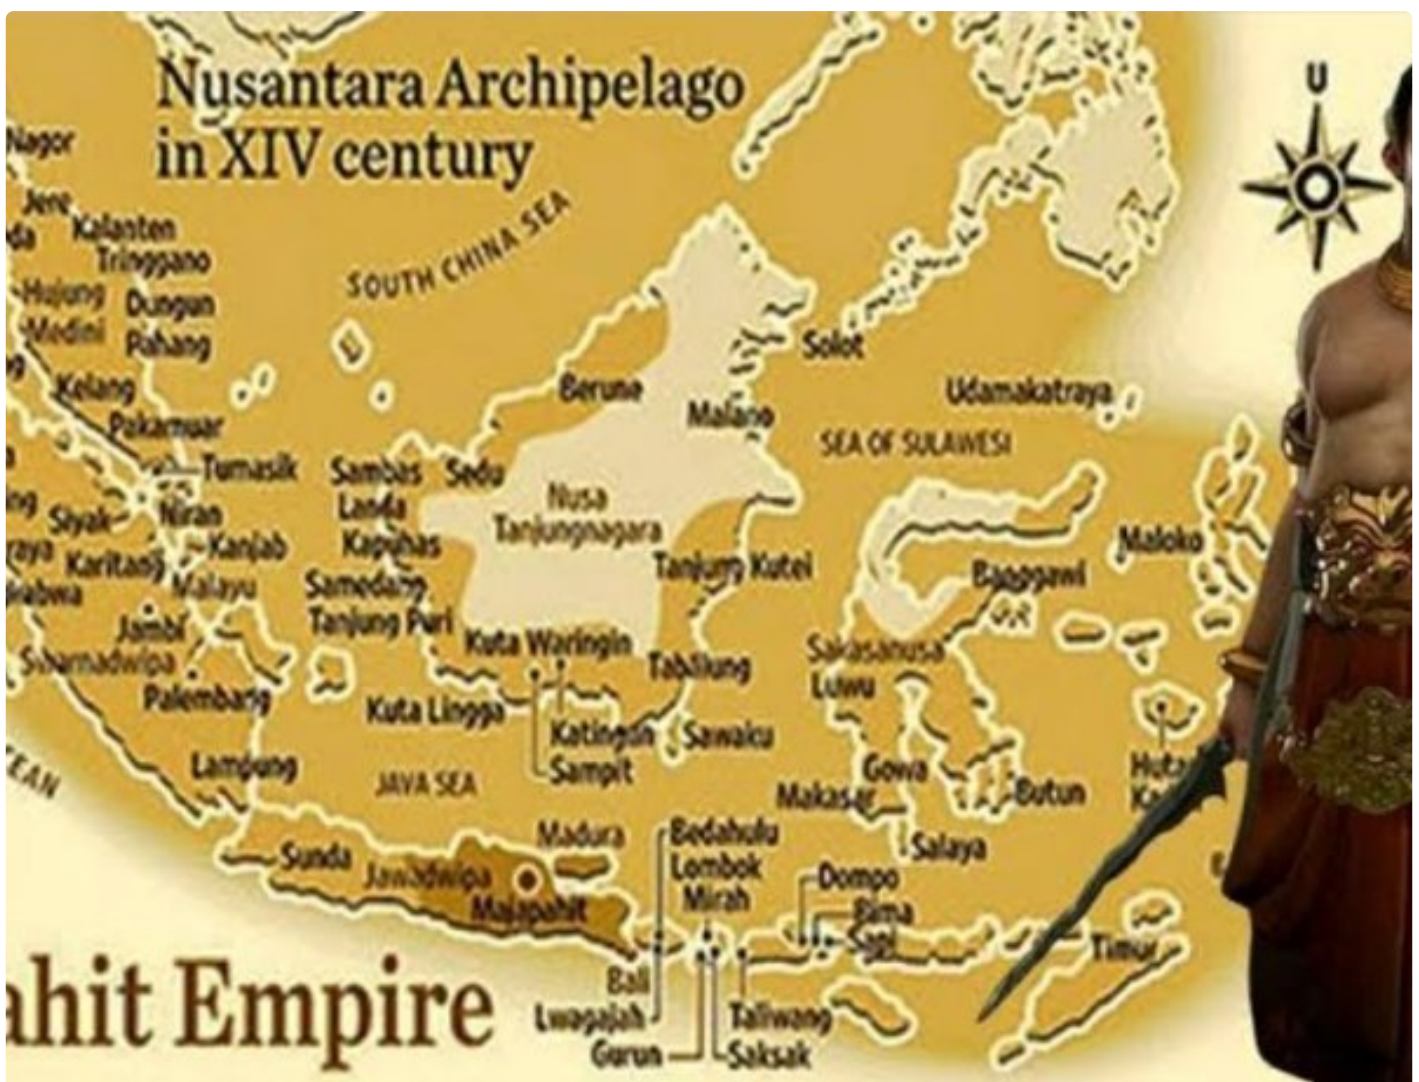 Nusantara Archipelago
in XIV century
U
Nagor
Jere
Kalanten
Tringgano
Hujung
Dungun
Medini
Pahang
Kelang
Pakamuar
Tumasik
Siyak
Kanjab
Karitang
Malayu
Jambi
Swarnadwipa
Palembang
Lampung
SOUTH CHINA SEA
Solot
Berune
Malano
Udamakatraya
SEA OF SULAWESI
Sambas
Sedu
Landa
Kapuhas
Nusa
Tanjungnagara
Samedang
Tanjung Puri
Tanjung Kutei
Kuta Waringin
Tabalung
Kuta Lingga
Katingan
Sawaku
Sampit
JAVA SEA
Maloko
Banggawi
Sakasanusa
Luwu
Gowa
Makasar
Butun
Salaya
Sunda
Jawadwipa
Madura
Majapahit
Bedahulu
Lombok
Mirah
Dompo
Bima
Timur
Bali
Lwagajah
Taliwang
Gurun
Saksak
ahit Empire